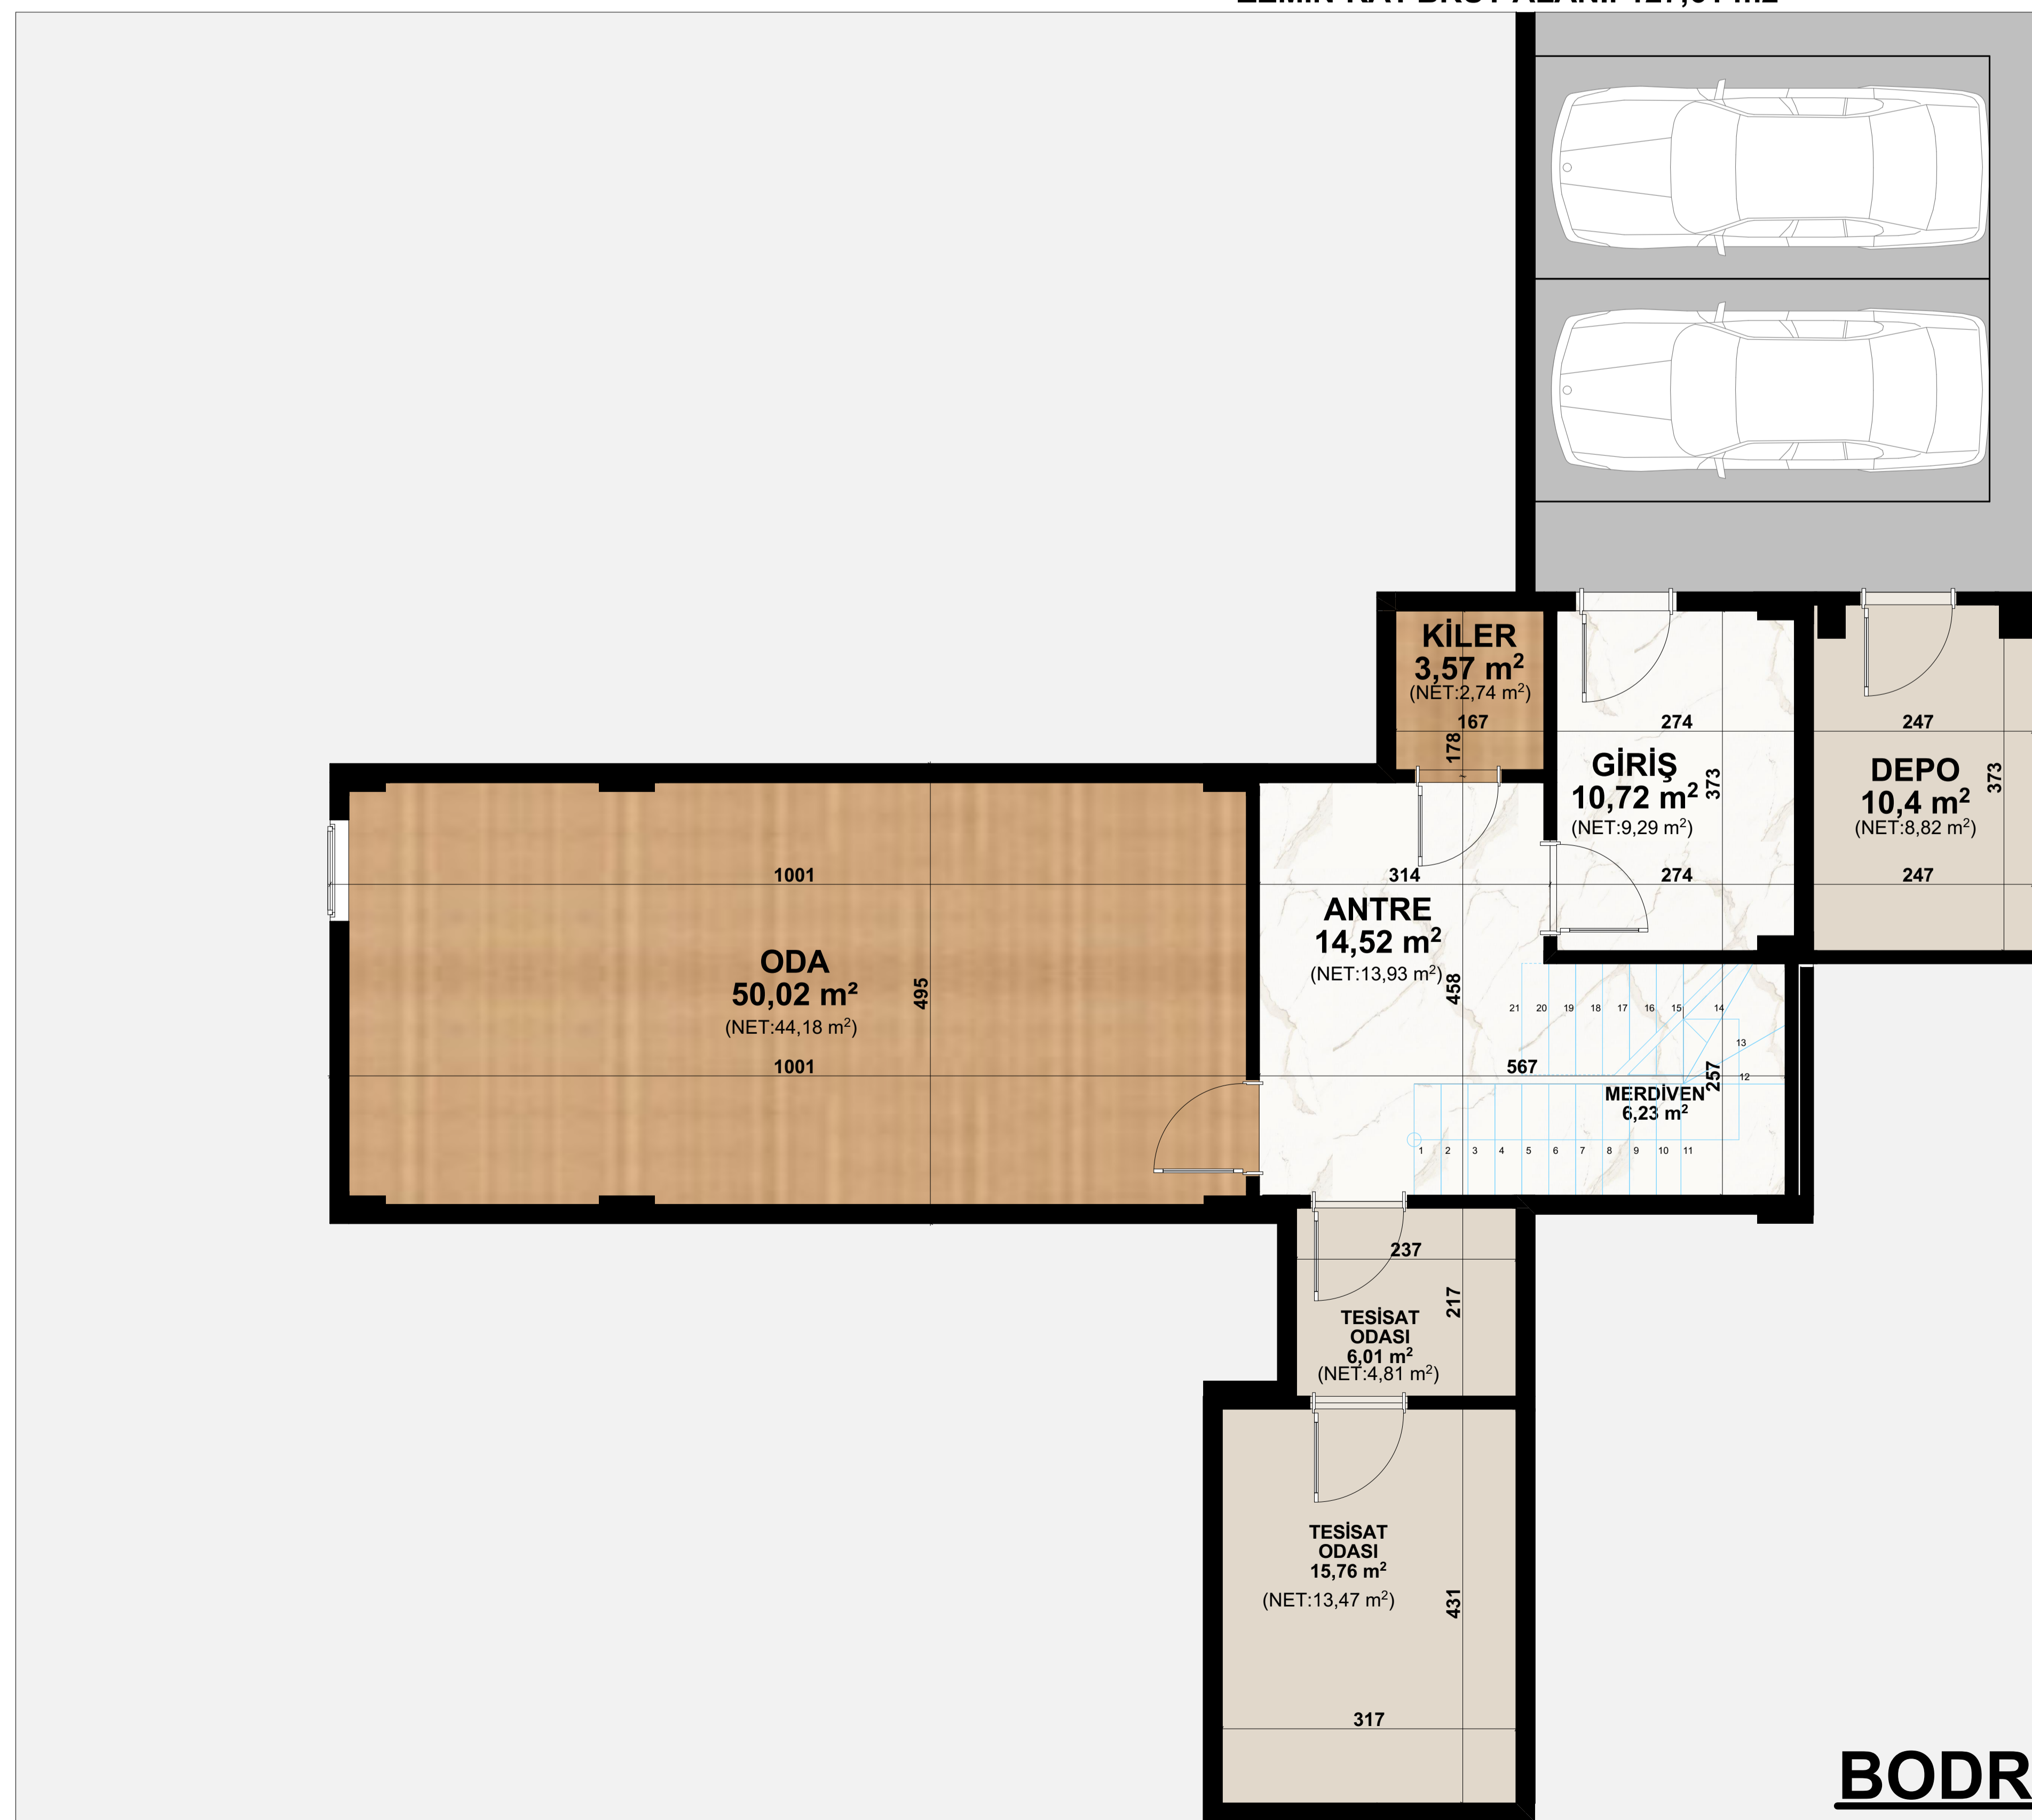 KİLER
3,57 m²
(NET:2,74 m²)
167
178
274
GİRİŞ
10,72 m²
(NET:9,29 m²)
373
274
247
DEPO
10,4 m²
(NET:8,82 m²)
373
247
1001
ODA
50,02 m²
(NET:44,18 m²)
495
1001
314
ANTRE
14,52 m²
(NET:13,93 m²)
458
21 20 19 18 17 16 15 14
13
12
567
257
MERDİVEN
6,23 m²
1 2 3 4 5 6 7 8 9 10 11
237
217
TESİSAT
ODASI
6,01 m²
(NET:4,81 m²)
TESİSAT
ODASI
15,76 m²
(NET:13,47 m²)
431
317
BODR